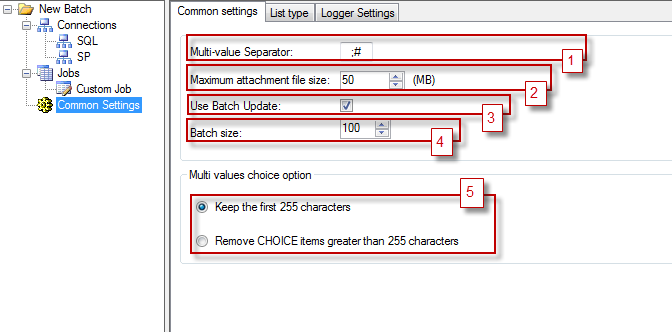 New Batch
Connections
SQL
SP
Jobs
Custom Job
Common Settings
Common settings List type Logger Settings
Multi-value Separator: ;#
1
Maximum attachment file size: 50 (MB)
2
Use Batch Update:
3
Batch size: 100
4
Multi values choice option
5
Keep the first 255 characters
Remove CHOICE items greater than 255 characters